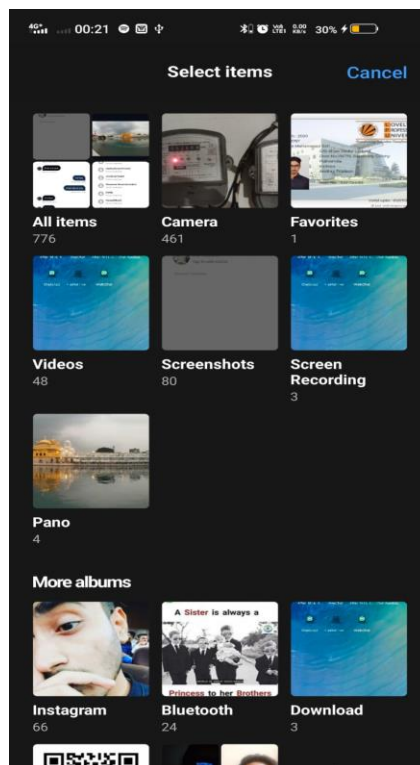 4G+ 00:21 30%
Select items Cancel
All items Camera Favorites
776 461 1
Videos Screenshots Screen
Recording
48 80
3
Pano
4
More albums
A Sister is always a
Princess to her Brothers
Instagram Bluetooth Download
66 24 3